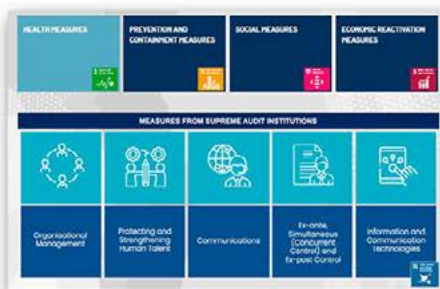 HEALTH MEASURES
PREVENTION AND
CONTAINMENT MEASURES
SOCIAL MEASURES
ECONOMIC REACTIVATION
MEASURES
MEASURES FROM SUPREME AUDIT INSTITUTIONS
Organisational
Management
Protecting and
Strengthening
Human Talent
Communications
Ex-ante,
Simultaneous
(Concurrent
Control) and
Ex-post Control
Information and
Communication
Technologies